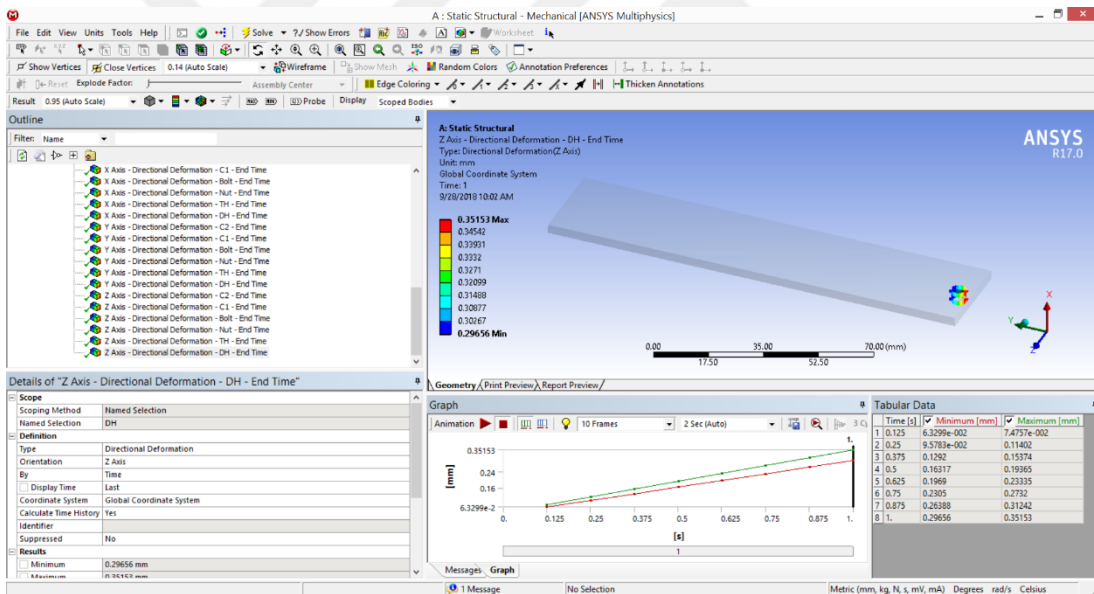 A : Static Structural - Mechanical [ANSYS Multiphysics]
File Edit View Units Tools Help Solve ?/ Show Errors Worksheet
Show Vertices Close Vertices 0.14 (Auto Scale) Wireframe Show Mesh Random Colors Annotation Preferences
Reset Explode Factor: Assembly Center Edge Coloring Thicken Annotations
Result 0.95 (Auto Scale) Probe Display Scoped Bodies
Outline
Filter: Name
X Axis - Directional Deformation - C1 - End Time
X Axis - Directional Deformation - Bolt - End Time
X Axis - Directional Deformation - Nut - End Time
X Axis - Directional Deformation - TH - End Time
X Axis - Directional Deformation - DH - End Time
Y Axis - Directional Deformation - C2 - End Time
Y Axis - Directional Deformation - C1 - End Time
Y Axis - Directional Deformation - Bolt - End Time
Y Axis - Directional Deformation - Nut - End Time
Y Axis - Directional Deformation - TH - End Time
Y Axis - Directional Deformation - DH - End Time
Z Axis - Directional Deformation - C2 - End Time
Z Axis - Directional Deformation - C1 - End Time
Z Axis - Directional Deformation - Bolt - End Time
Z Axis - Directional Deformation - Nut - End Time
Z Axis - Directional Deformation - TH - End Time
Z Axis - Directional Deformation - DH - End Time
A: Static Structural
Z Axis - Directional Deformation - DH - End Time
Type: Directional Deformation(Z Axis)
Unit: mm
Global Coordinate System
Time: 1
9/28/2018 10:02 AM
0.35153 Max
0.34542
0.33931
0.3332
0.3271
0.32099
0.31488
0.30877
0.30267
0.29656 Min
ANSYS
R17.0
X
Y
Z
0.00 35.00 70.00 (mm)
17.50 52.50
Geometry Print Preview Report Preview
Details of "Z Axis - Directional Deformation - DH - End Time"
Scope
Scoping Method Named Selection
Named Selection DH
Definition
Type Directional Deformation
Orientation Z Axis
By Time
Display Time Last
Coordinate System Global Coordinate System
Calculate Time History Yes
Identifier
Suppressed No
Results
Minimum 0.29656 mm
Maximum 0.35153 mm
Graph
Animation 10 Frames 2 Sec (Auto) 3 Cy
1.
0.35153
0.24
0.16
6.3299e-2
[mm]
0. 0.125 0.25 0.375 0.5 0.625 0.75 0.875 1.
[s]
1
Messages Graph
Tabular Data
Time [s] Minimum [mm] Maximum [mm]
1 0.125 6.3299e-002 7.4757e-002
2 0.25 9.5783e-002 0.11402
3 0.375 0.1292 0.15374
4 0.5 0.16317 0.19365
5 0.625 0.1969 0.23335
6 0.75 0.2305 0.2732
7 0.875 0.26388 0.31242
8 1. 0.29656 0.35153
1 Message No Selection Metric (mm, kg, N, s, mV, mA) Degrees rad/s Celsius